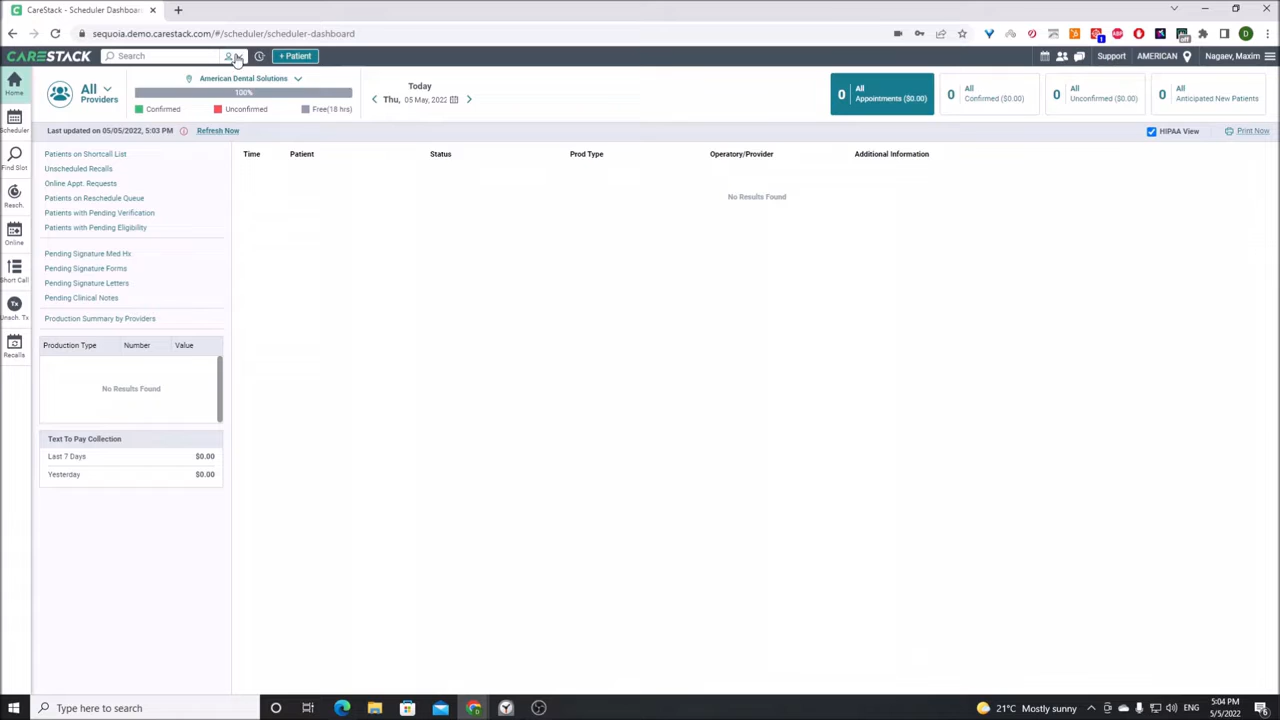 CareStack - Scheduler Dashboard
sequoia.demo.carestack.com/#/scheduler/scheduler-dashboard
CARESTACK
Search
+ Patient
Support
AMERICAN
Nagaev, Maxim
Home
All
Providers
American Dental Solutions
100%
Confirmed
Unconfirmed
Free(18 hrs)
Today
Thu, 05 May, 2022
0 All
Appointments ($0.00)
0 All
Confirmed ($0.00)
0 All
Unconfirmed ($0.00)
0 All
Anticipated New Patients
Last updated on 05/05/2022, 5:03 PM
Refresh Now
HIPAA View
Print Now
Scheduler
Find Slot
Resch.
Online
Short Call
Tx
Unsch. Tx
Recalls
Patients on Shortcall List
Unscheduled Recalls
Online Appt. Requests
Patients on Reschedule Queue
Patients with Pending Verification
Patients with Pending Eligibility
Pending Signature Med Hx
Pending Signature Forms
Pending Signature Letters
Pending Clinical Notes
Production Summary by Providers
Production Type Number Value
No Results Found
Text To Pay Collection
Last 7 Days $0.00
Yesterday $0.00
Time Patient Status Prod Type Operatory/Provider Additional Information
No Results Found
Type here to search
21°C Mostly sunny
ENG
5:04 PM
5/5/2022